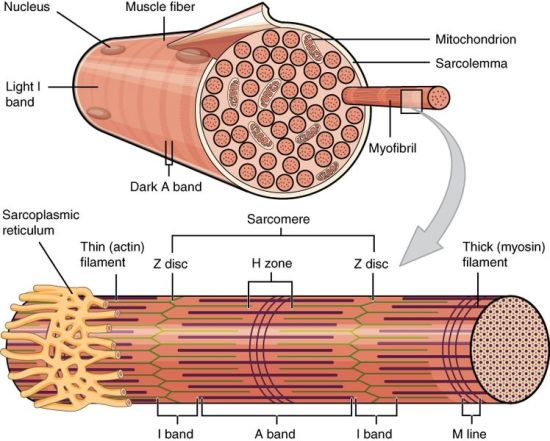 Nucleus
Muscle fiber
Mitochondrion
Sarcolemma
Light I
band
Myofibril
Dark A band
Sarcoplasmic
reticulum
Thin (actin)
filament
Sarcomere
Z disc
H zone
Z disc
Thick (myosin)
filament
I band
A band
I band
M line